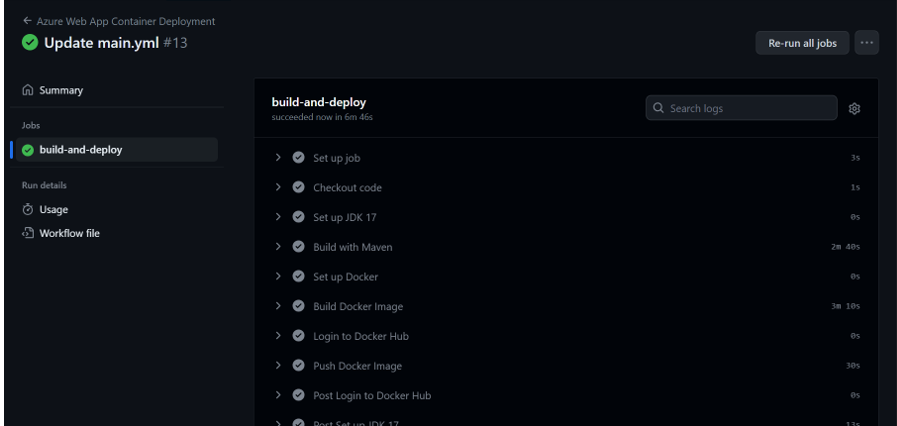 ← Azure Web App Container Deployment
Update main.yml #13
Re-run all jobs
...
Summary
Jobs
build-and-deploy
Run details
Usage
Workflow file
build-and-deploy
succeeded now in 6m 46s
Search logs
Set up job 3s
Checkout code 1s
Set up JDK 17 0s
Build with Maven 2m 40s
Set up Docker 0s
Build Docker Image 3m 10s
Login to Docker Hub 0s
Push Docker Image 30s
Post Login to Docker Hub 0s
Post Set up JDK 17 13s